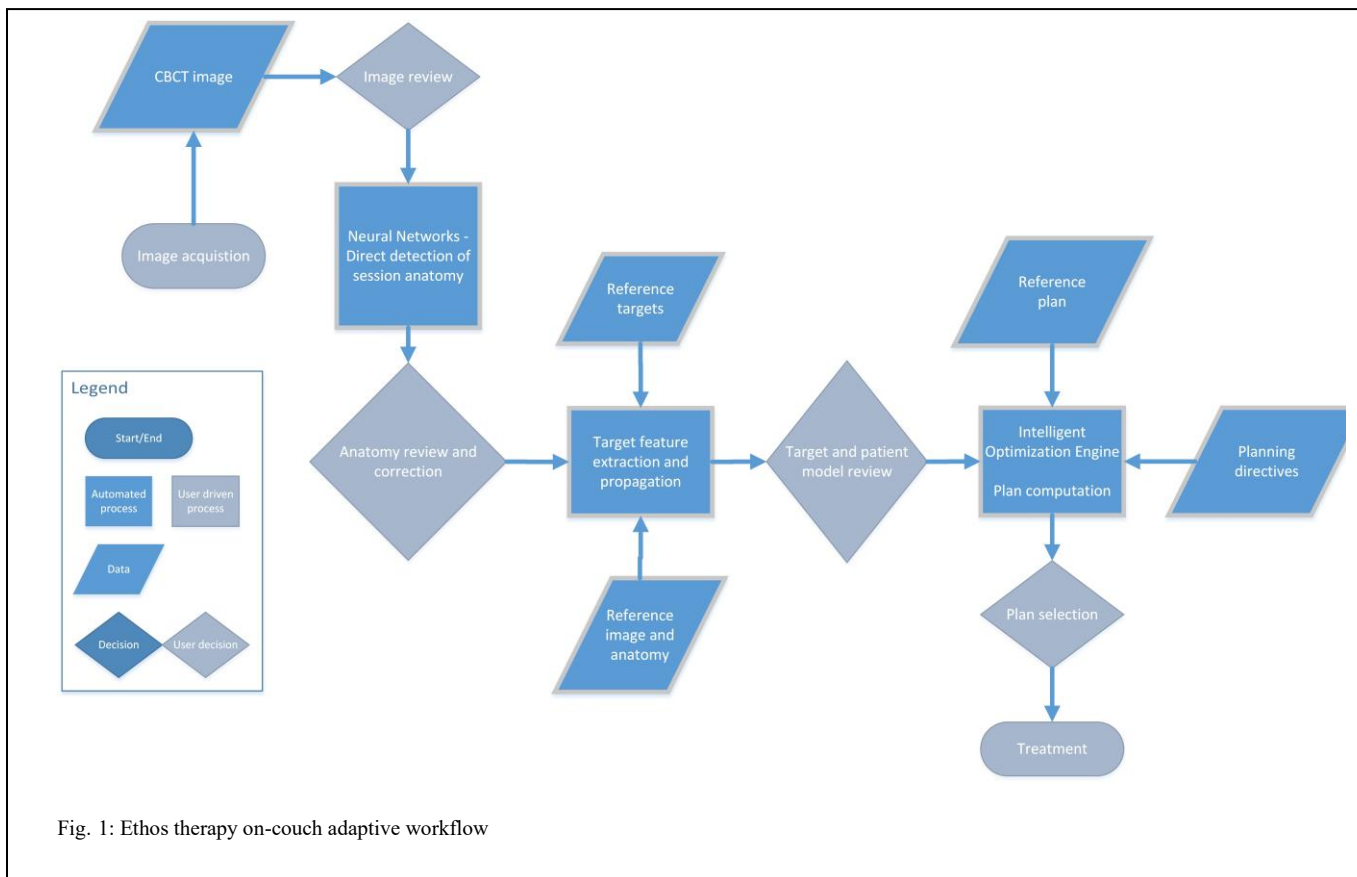 CBCT image
Image review
Image acquistion
Neural Networks -
Direct detection of
session anatomy
Reference
targets
Reference
plan
Legend
Start/End
Automated
process
User driven
process
Data
Decision
User decision
Anatomy review and
correction
Target feature
extraction and
propagation
Target and patient
model review
Intelligent
Optimization Engine
Plan computation
Planning
directives
Reference
image and
anatomy
Plan selection
Treatment
Fig. 1: Ethos therapy on-couch adaptive workflow